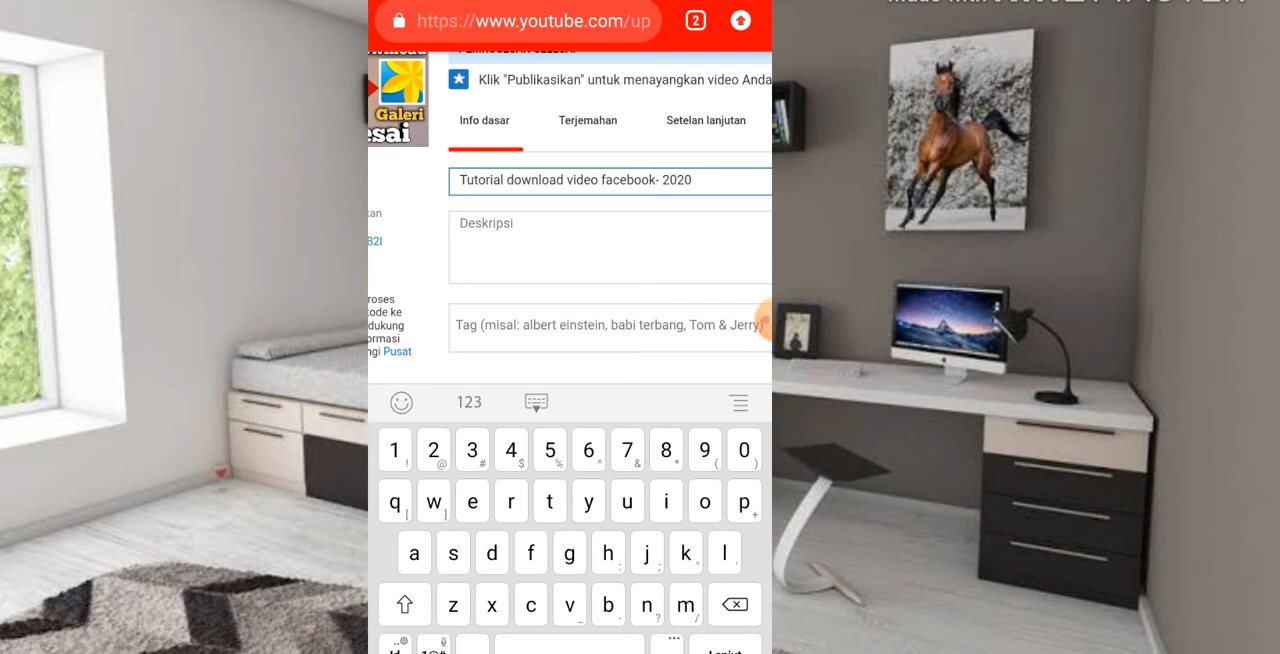 https://www.youtube.com/up
2
Klik "Publikasikan" untuk menayangkan video Anda
Galeri
esai
Info dasar
Terjemahan
Setelan lanjutan
Tutorial download video facebook- 2020
kan
B2I
Deskripsi
roses
kode ke
dukung
ormasi
ngi Pusat
Tag (misal: albert einstein, babi terbang, Tom & Jerry)
123
1 ! 2 @ 3 # 4 $ 5 % 6 ^ 7 & 8 * 9 ( 0 )
q [ w ] e r t y u i o p +
a s d f g h : j ; k " l '
z x c v _ b - n ? m /